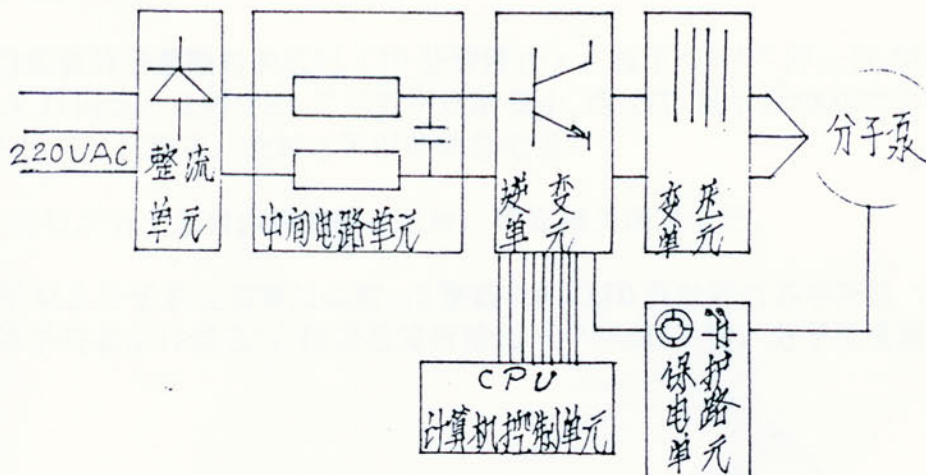 220VAC
整流
单元
中间电路单元
逆变
单元
变压
单元
分子泵
CPU
计算机控制单元
保护
电路
单元